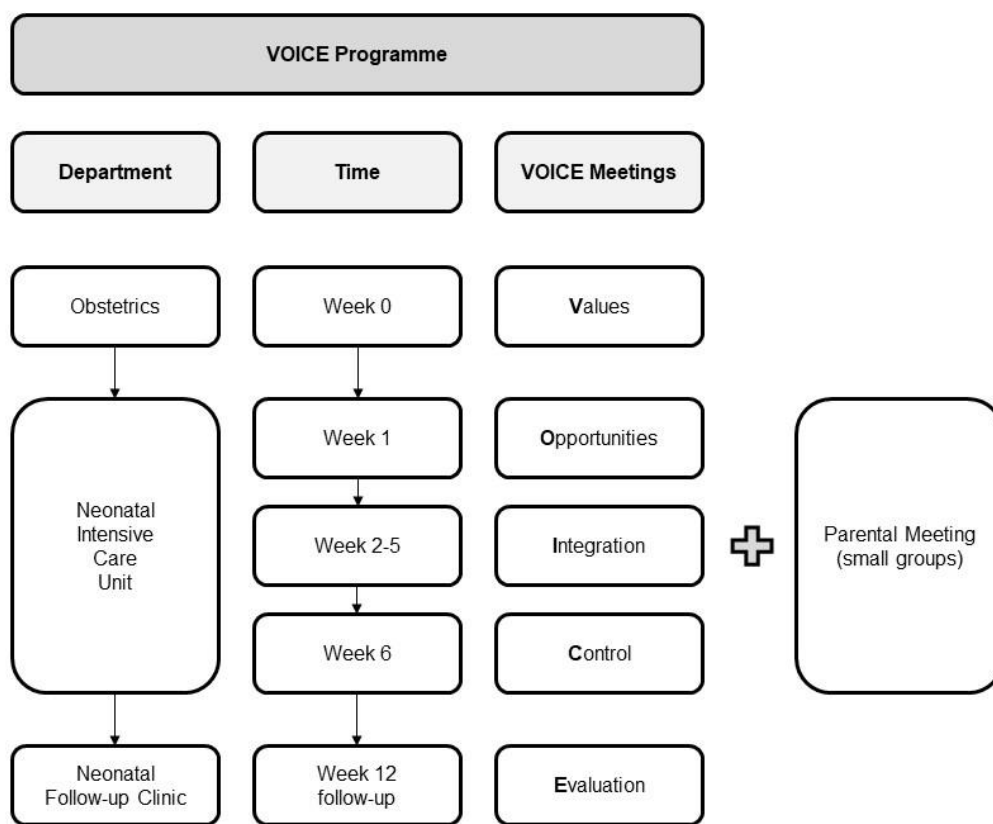 VOICE Programme
Department
Time
VOICE Meetings
Obstetrics
Week 0
Values
Neonatal
Intensive
Care
Unit
Week 1
Opportunities
Week 2-5
Integration
Week 6
Control
Parental Meeting
(small groups)
Neonatal
Follow-up Clinic
Week 12
follow-up
Evaluation